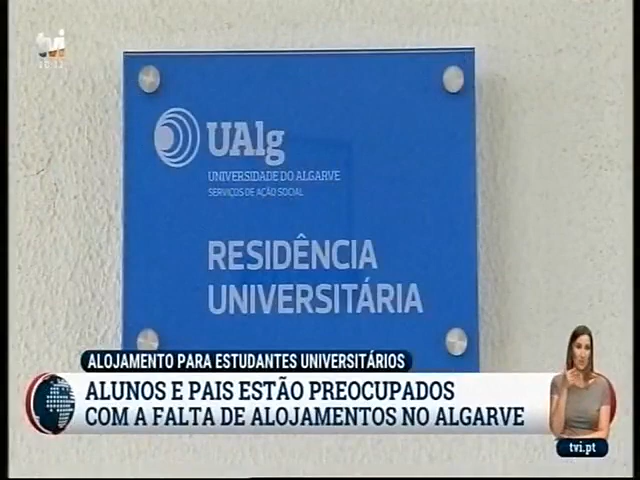 tvi
UAlg
UNIVERSIDADE DO ALGARVE
SERVIÇOS DE AÇÃO SOCIAL
RESIDÊNCIA
UNIVERSITÁRIA
ALOJAMENTO PARA ESTUDANTES UNIVERSITÁRIOS
ALUNOS E PAIS ESTÃO PREOCUPADOS
COM A FALTA DE ALOJAMENTOS NO ALGARVE
tvi.pt